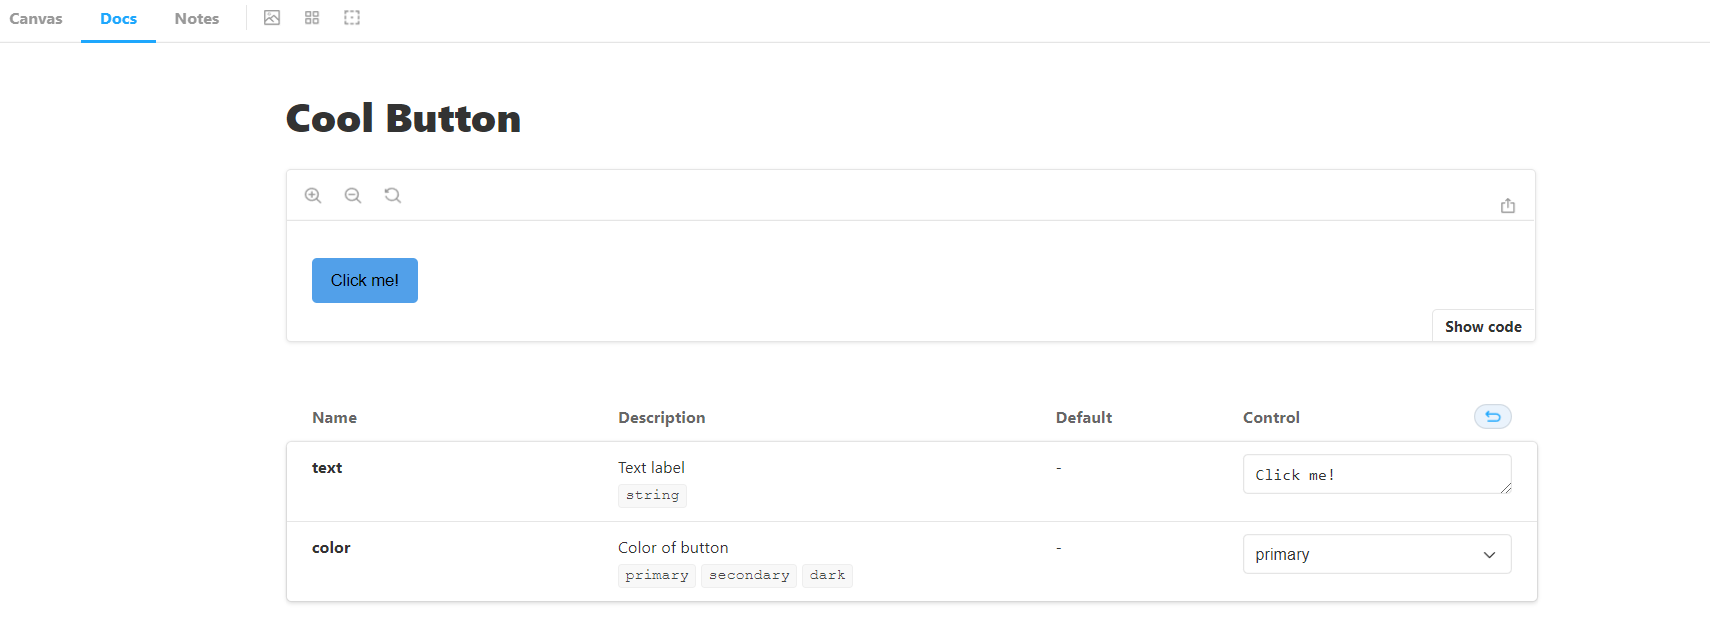 Canvas Docs Notes
Cool Button
Click me!
Show code
Name Description Default Control
text Text label - Click me!
string
color Color of button - primary
primary secondary dark